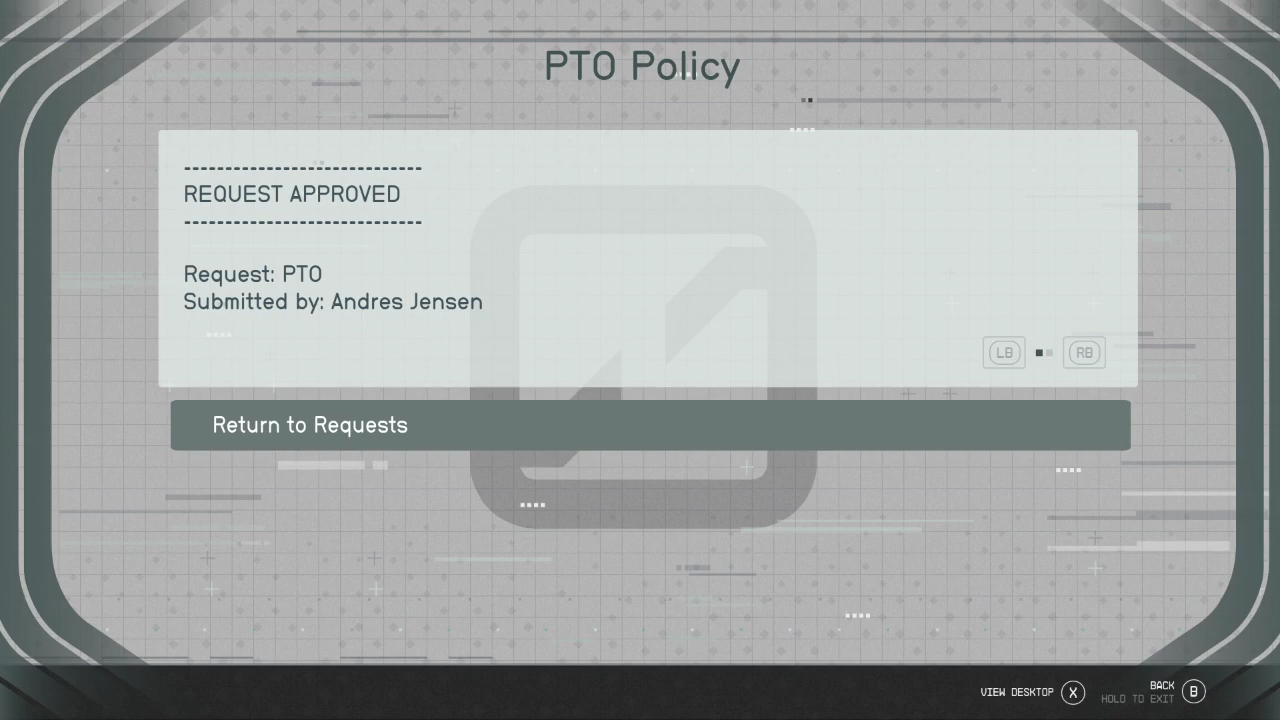 PTO Policy
----------------------------
REQUEST APPROVED
----------------------------
Request: PTO
Submitted by: Andres Jensen
LB RB
Return to Requests
VIEW DESKTOP X BACK B
HOLD TO EXIT